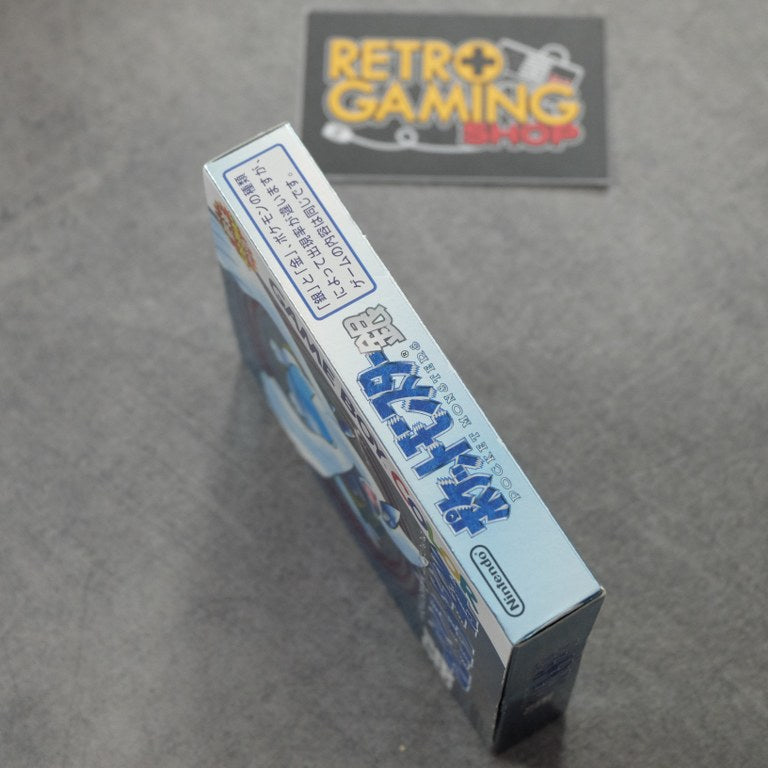 RETRO
GAMING
SHOP
「銀」と「金」、ポケモンの種類
によって出現率が違いますが、
ゲームの内容は同じです。
ポケットモンスター銀
POCKET MONSTERS
Nintendo
GAME BOY